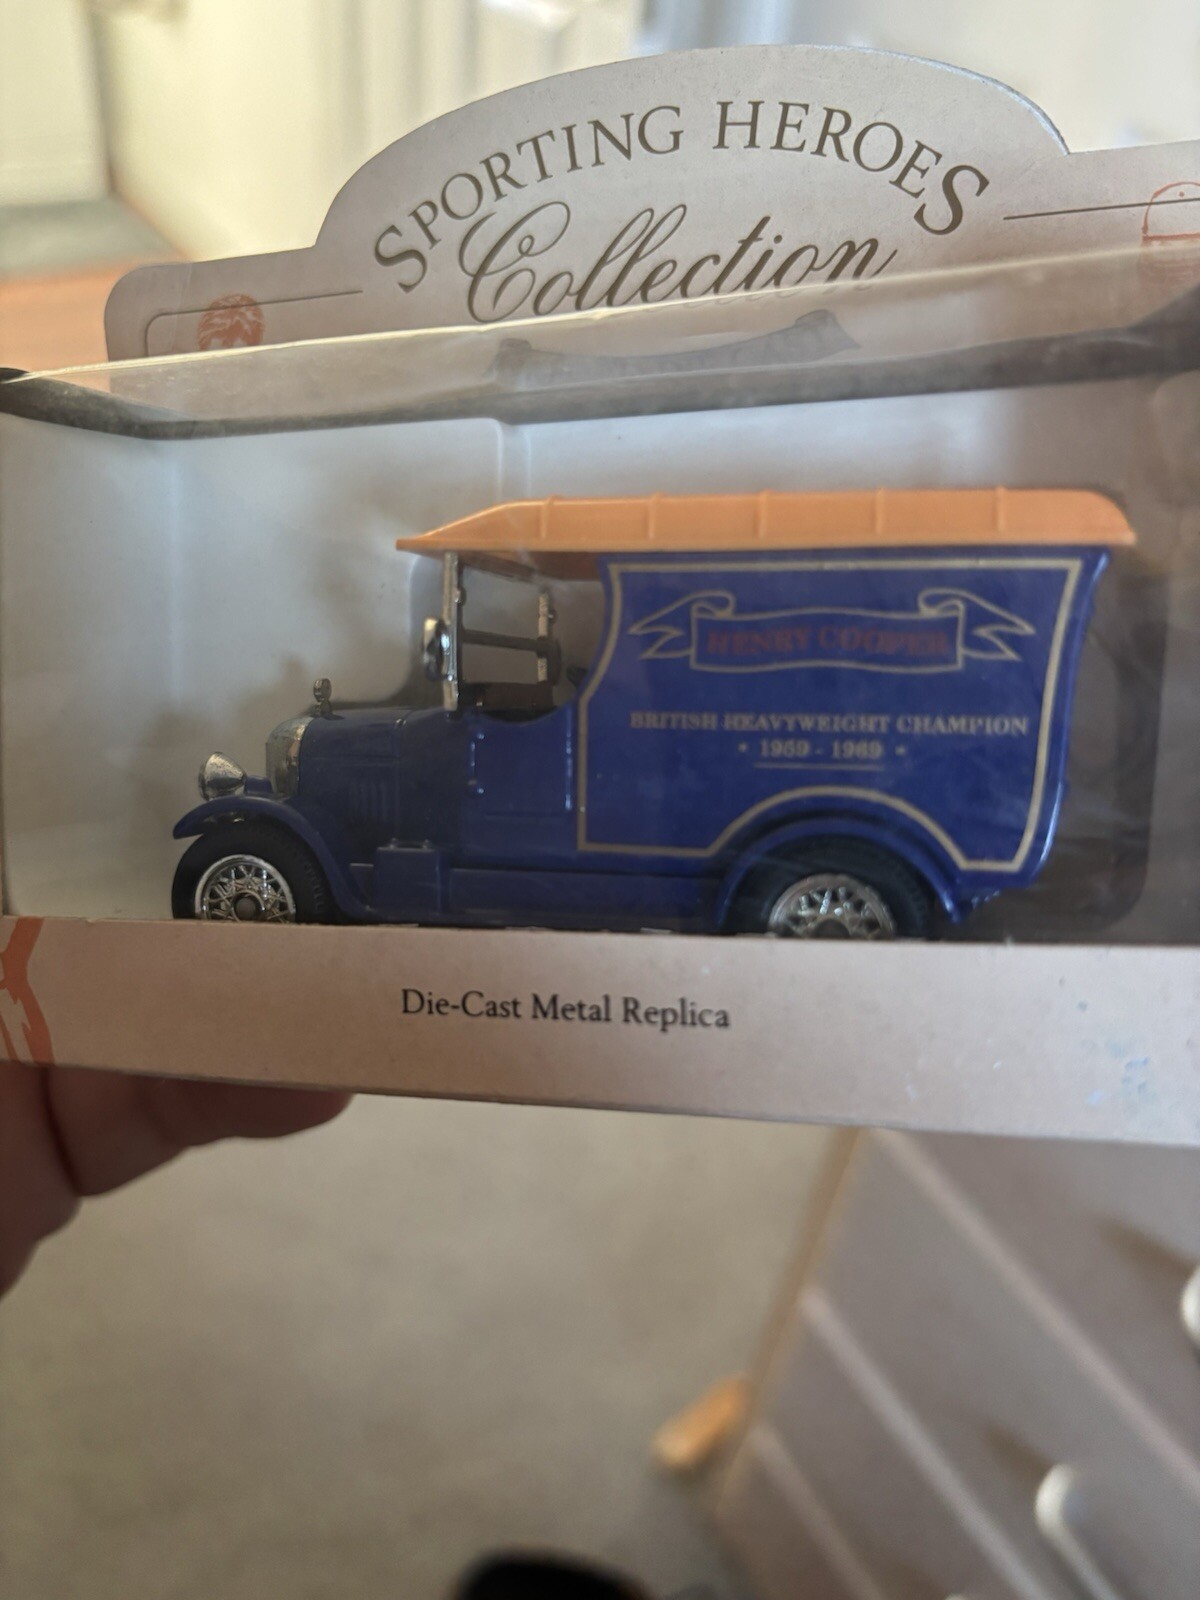 SPORTING HEROES
Collection
HENRY COOPER
BRITISH HEAVYWEIGHT CHAMPION
• 1959 - 1969 •
Die-Cast Metal Replica